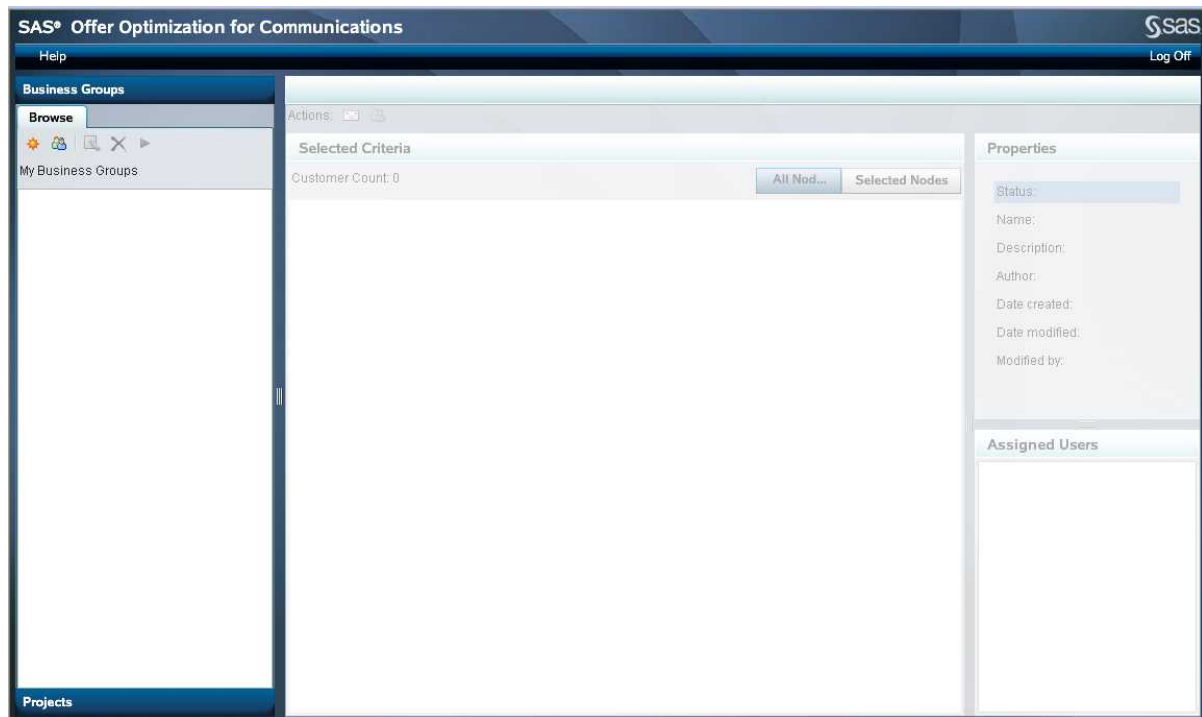 SAS® Offer Optimization for Communications
sas
Help
Log Off
Business Groups
Browse
My Business Groups
Actions:
Selected Criteria
Customer Count: 0
All Nod...
Selected Nodes
Properties
Status:
Name:
Description:
Author:
Date created:
Date modified:
Modified by:
Assigned Users
Projects